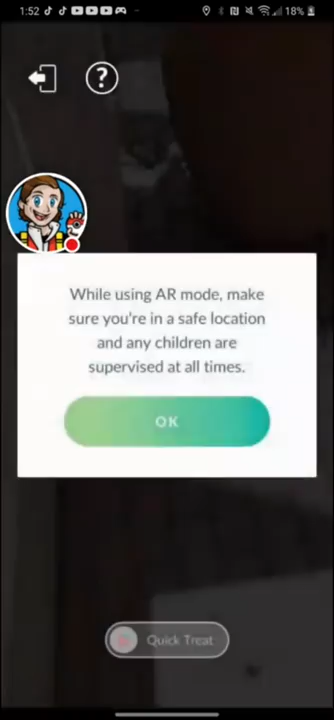 1:52
18%
?
While using AR mode, make
sure you're in a safe location
and any children are
supervised at all times.
OK
Quick Treat